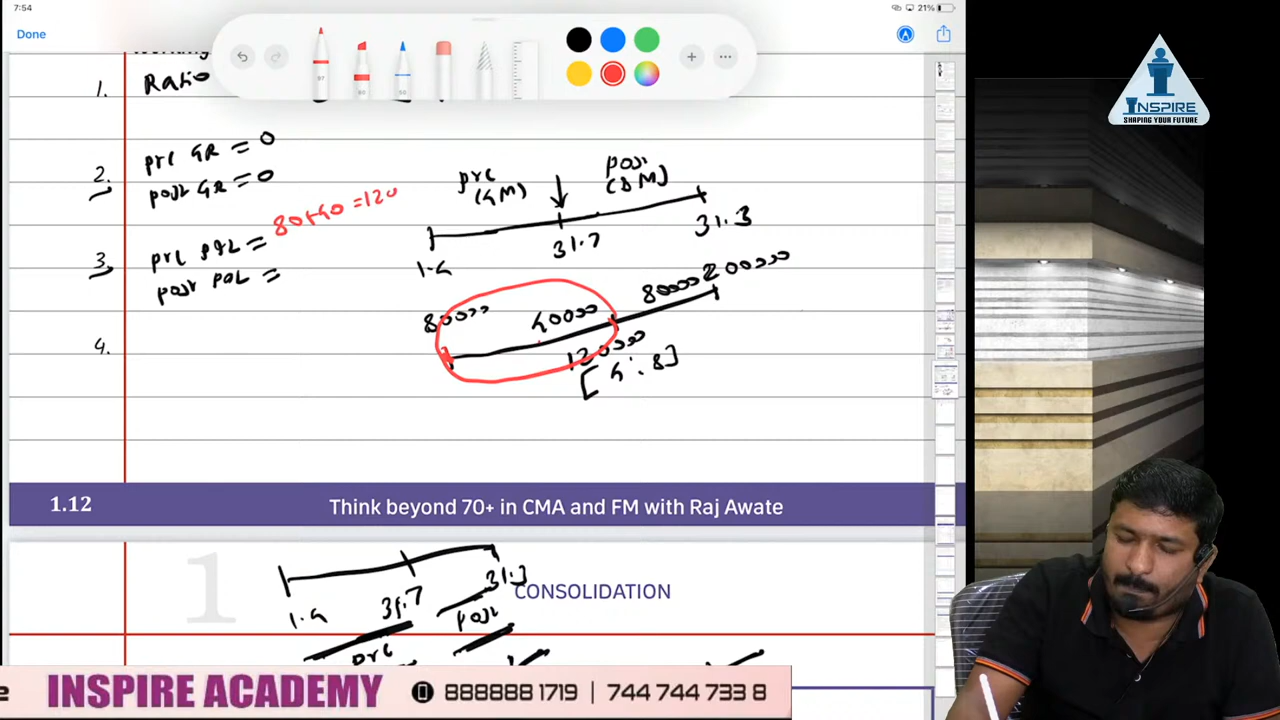 7:54
21%
Done
INSPIRE
SHAPING YOUR FUTURE
1. Ratio
2. pre GR = 0
post GR = 0
3. pre P&L = 80+40 =120
post P&L =
4.
pre (4M)
post (8M)
1.4
31.7
31.3
80000
40000
80000
200000
120000
[4:8]
1.12
Think beyond 70+ in CMA and FM with Raj Awate
1
CONSOLIDATION
1.4
31.7
31.3
pre
post
INSPIRE ACADEMY
888888 1719 | 744 744 733 8